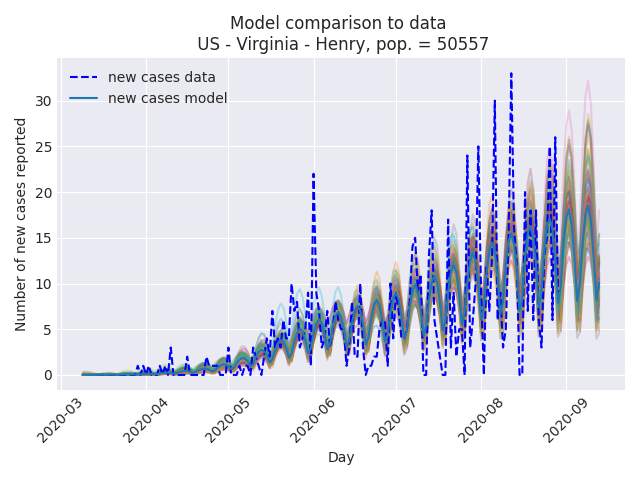 Model comparison to data
US - Virginia - Henry, pop. = 50557
new cases data
new cases model
Number of new cases reported
30
25
20
15
10
5
0
2020-03
2020-04
2020-05
2020-06
2020-07
2020-08
2020-09
Day